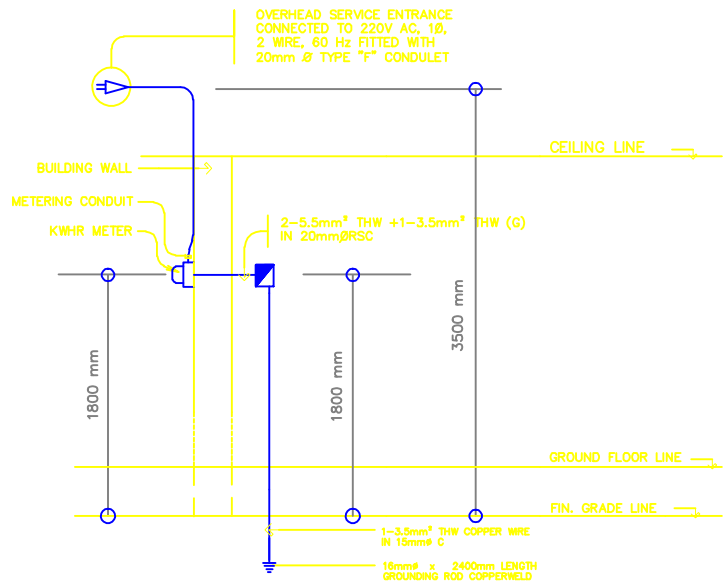 OVERHEAD SERVICE ENTRANCE
CONNECTED TO 220V AC, 1Ø,
2 WIRE, 60 Hz FITTED WITH
20mm Ø TYPE "F" CONDULET
CEILING LINE
BUILDING WALL
METERING CONDUIT
KWHR METER
2-5.5mm² THW +1-3.5mm² THW (G)
IN 20mmØRSC
3500 mm
1800 mm
1800 mm
GROUND FLOOR LINE
FIN. GRADE LINE
1-3.5mm² THW COPPER WIRE
IN 15mmØ C
16mmØ x 2400mm LENGTH
GROUNDING ROD COPPERWELD